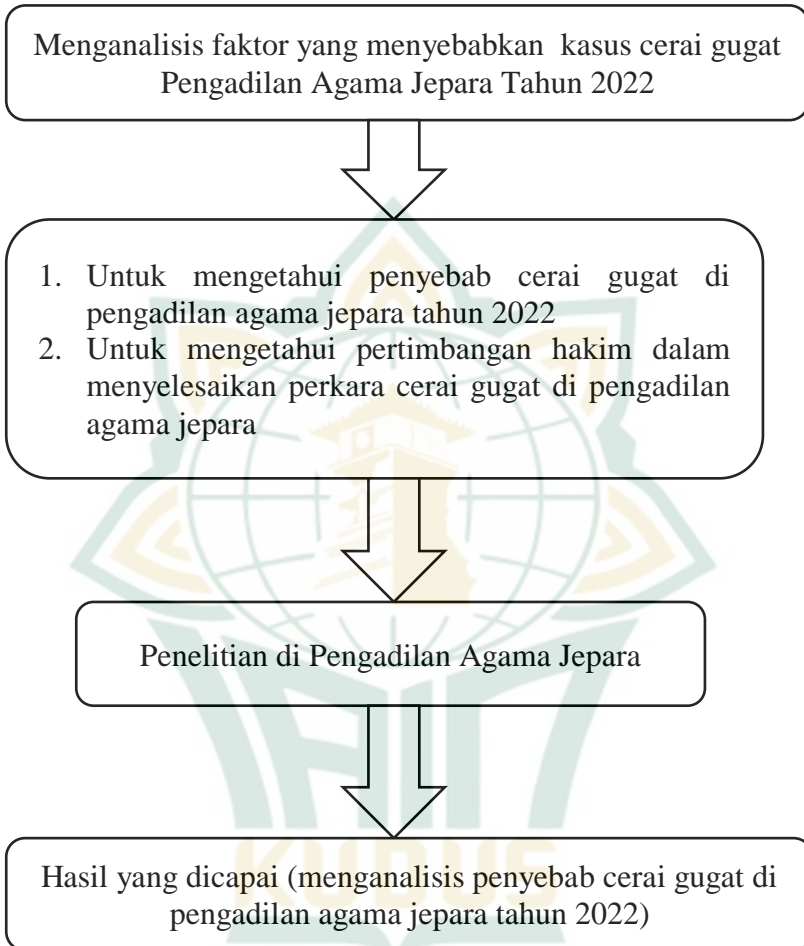 Menganalisis faktor yang menyebabkan kasus cerai gugat
Pengadilan Agama Jepara Tahun 2022
1. Untuk mengetahui penyebab cerai gugat di
pengadilan agama jepara tahun 2022
2. Untuk mengetahui pertimbangan hakim dalam
menyelesaikan perkara cerai gugat di pengadilan
agama jepara
Penelitian di Pengadilan Agama Jepara
IAIN
KUDUS
Hasil yang dicapai (menganalisis penyebab cerai gugat di
pengadilan agama jepara tahun 2022)